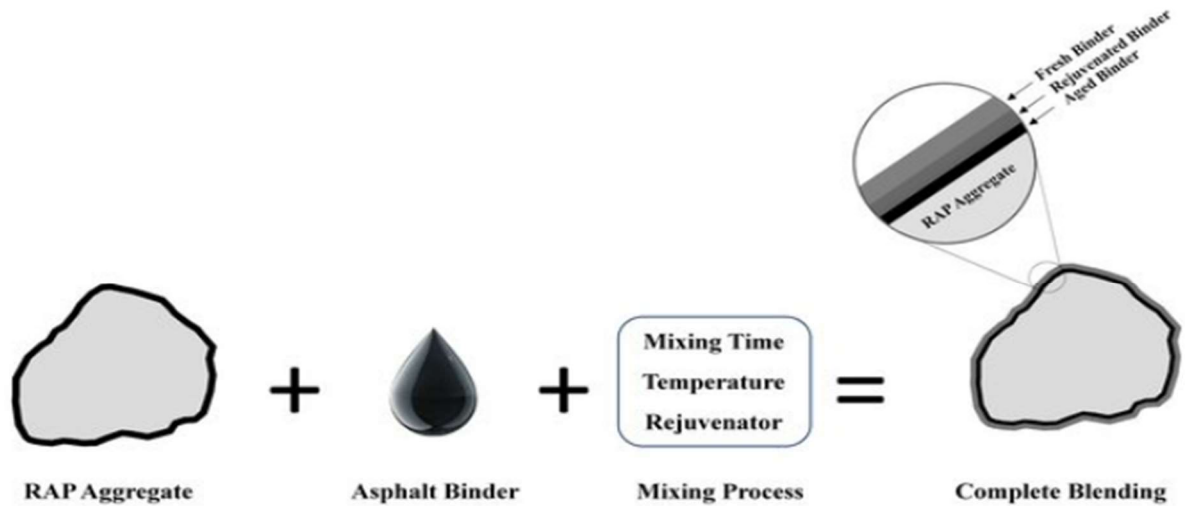 Fresh Binder
Rejuvenated Binder
Aged Binder
RAP Aggregate
Mixing Time
Temperature
Rejuvenator
RAP Aggregate
Asphalt Binder
Mixing Process
Complete Blending